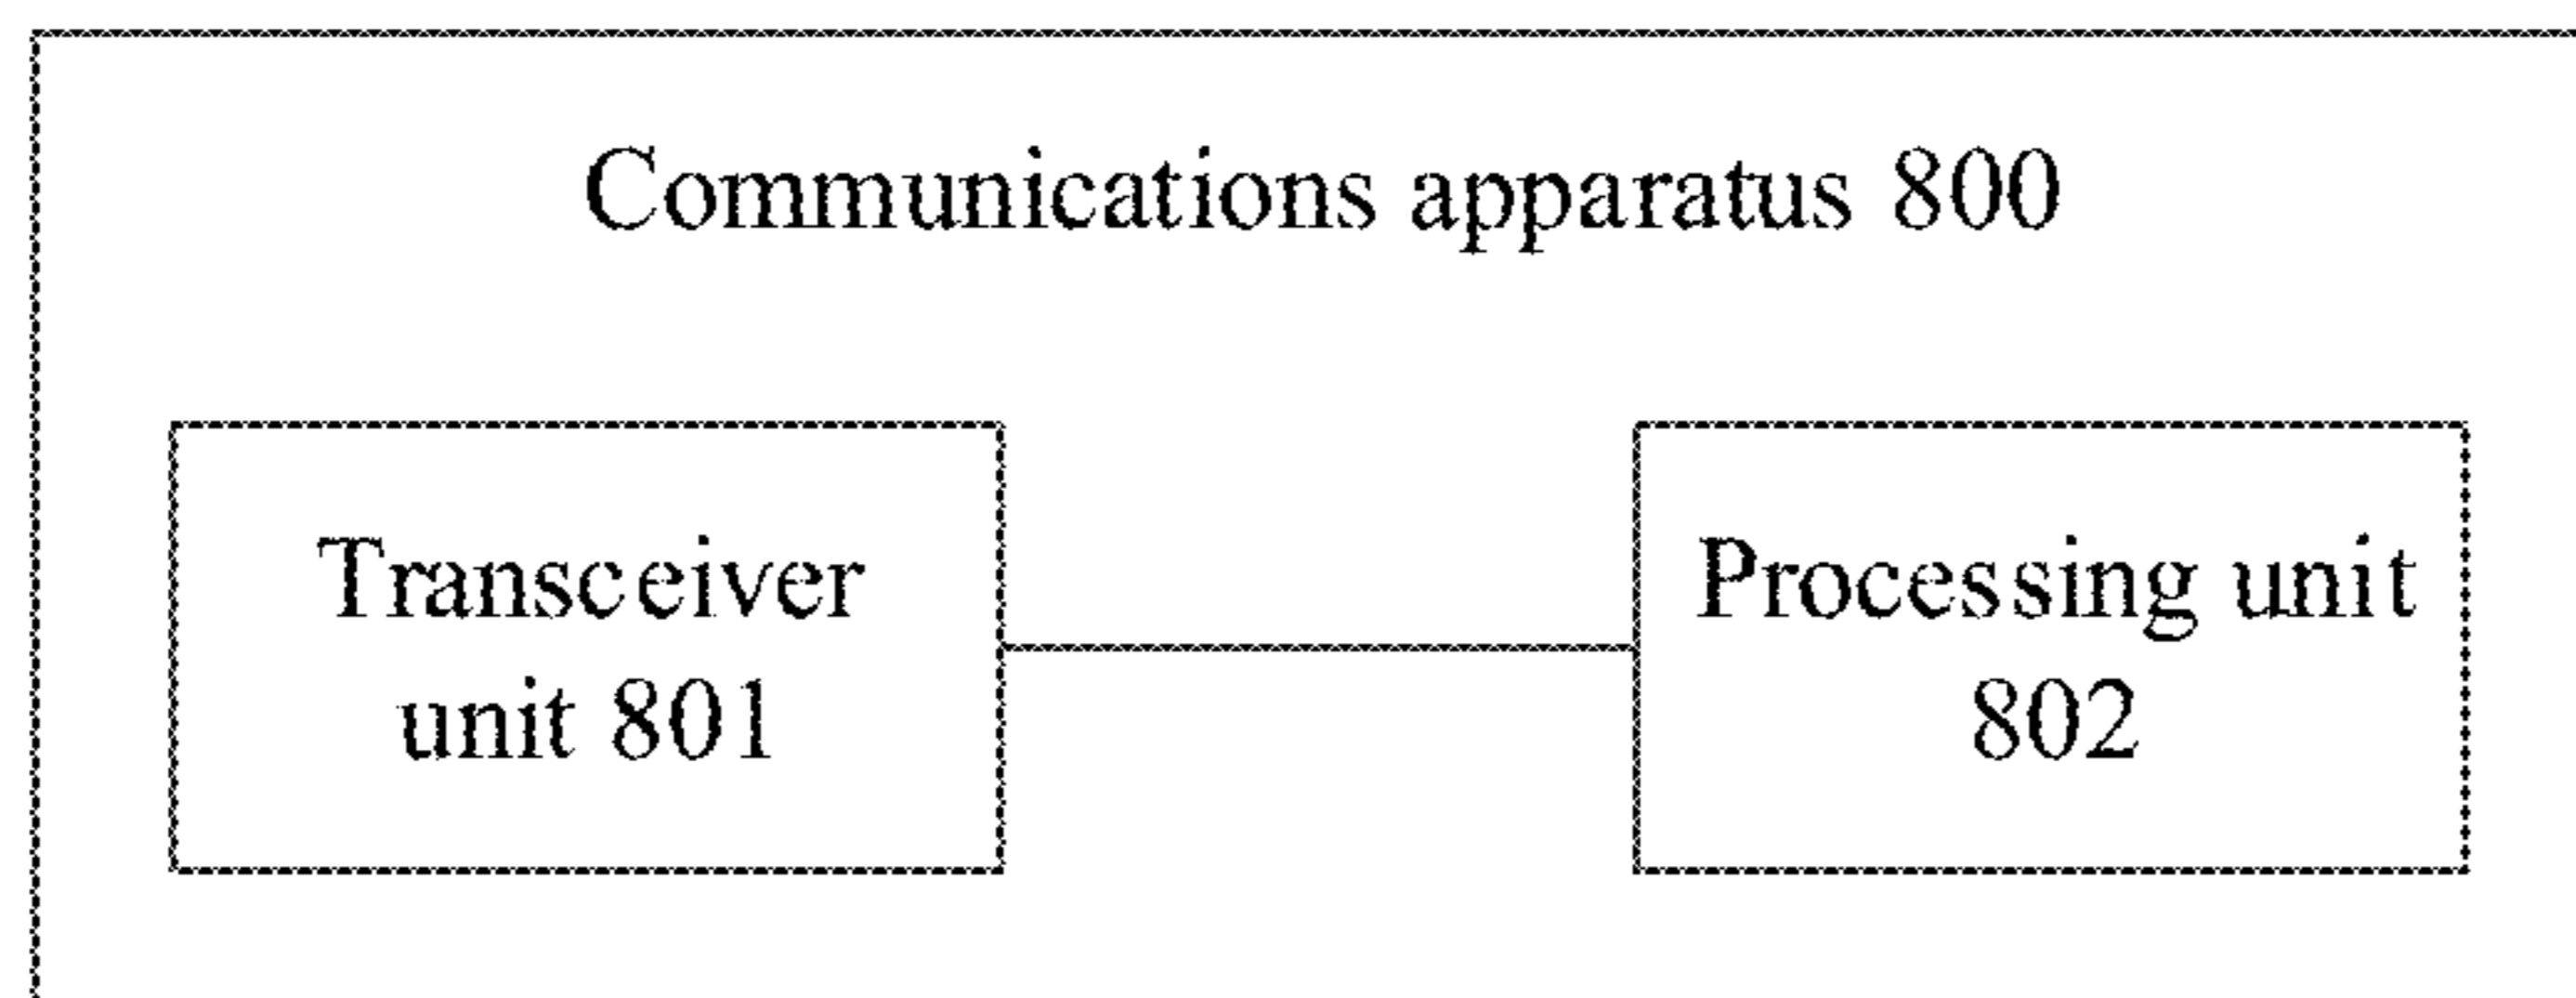 Communications apparatus 800
Transceiver
unit 801
Processing unit
802